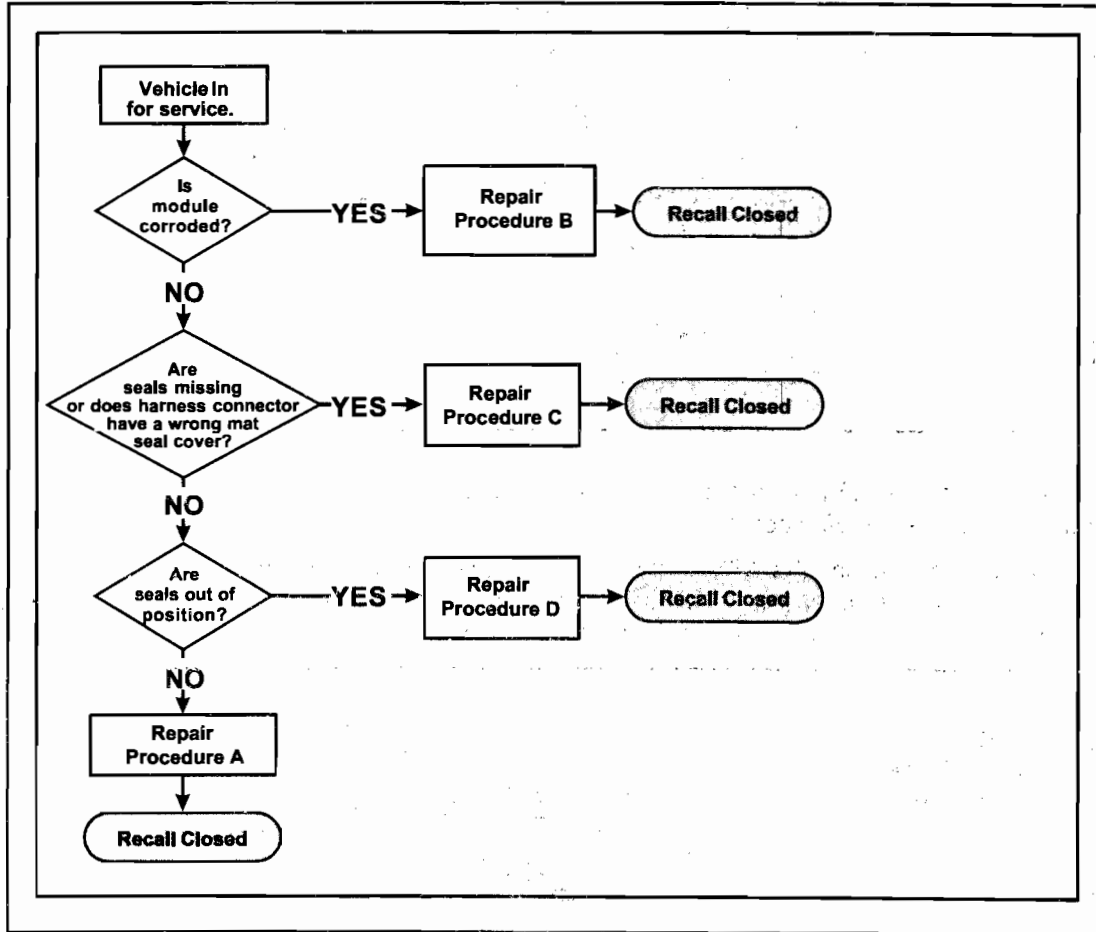 Vehicle In
for service.
Is
module
corroded?
YES
Repair
Procedure B
Recall Closed
NO
Are
seals missing
or does harness connector
have a wrong mat
seal cover?
YES
Repair
Procedure C
Recall Closed
NO
Are
seals out of
position?
YES
Repair
Procedure D
Recall Closed
NO
Repair
Procedure A
Recall Closed